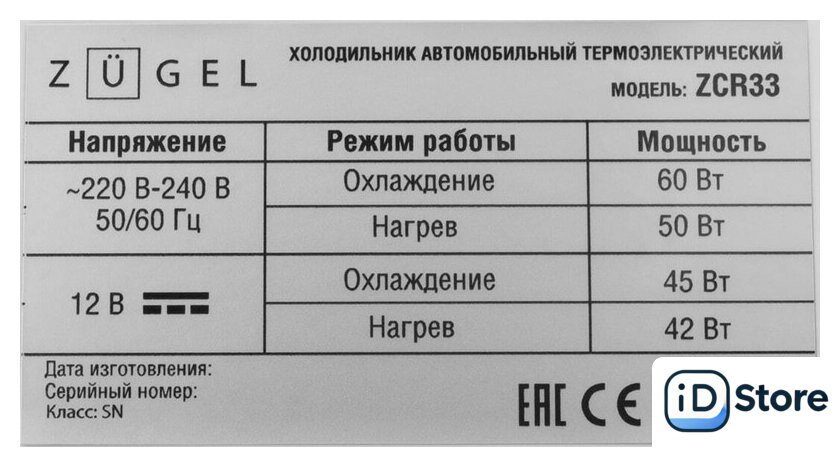 ZÜGEL
ХОЛОДИЛЬНИК АВТОМОБИЛЬНЫЙ ТЕРМОЭЛЕКТРИЧЕСКИЙ
МОДЕЛЬ: ZCR33
Напряжение Режим работы Мощность
~220 В-240 В
50/60 Гц
Охлаждение 60 Вт
Нагрев 50 Вт
12 В
Охлаждение 45 Вт
Нагрев 42 Вт
Дата изготовления:
Серийный номер:
Класс: SN
EAC CE
iD Store